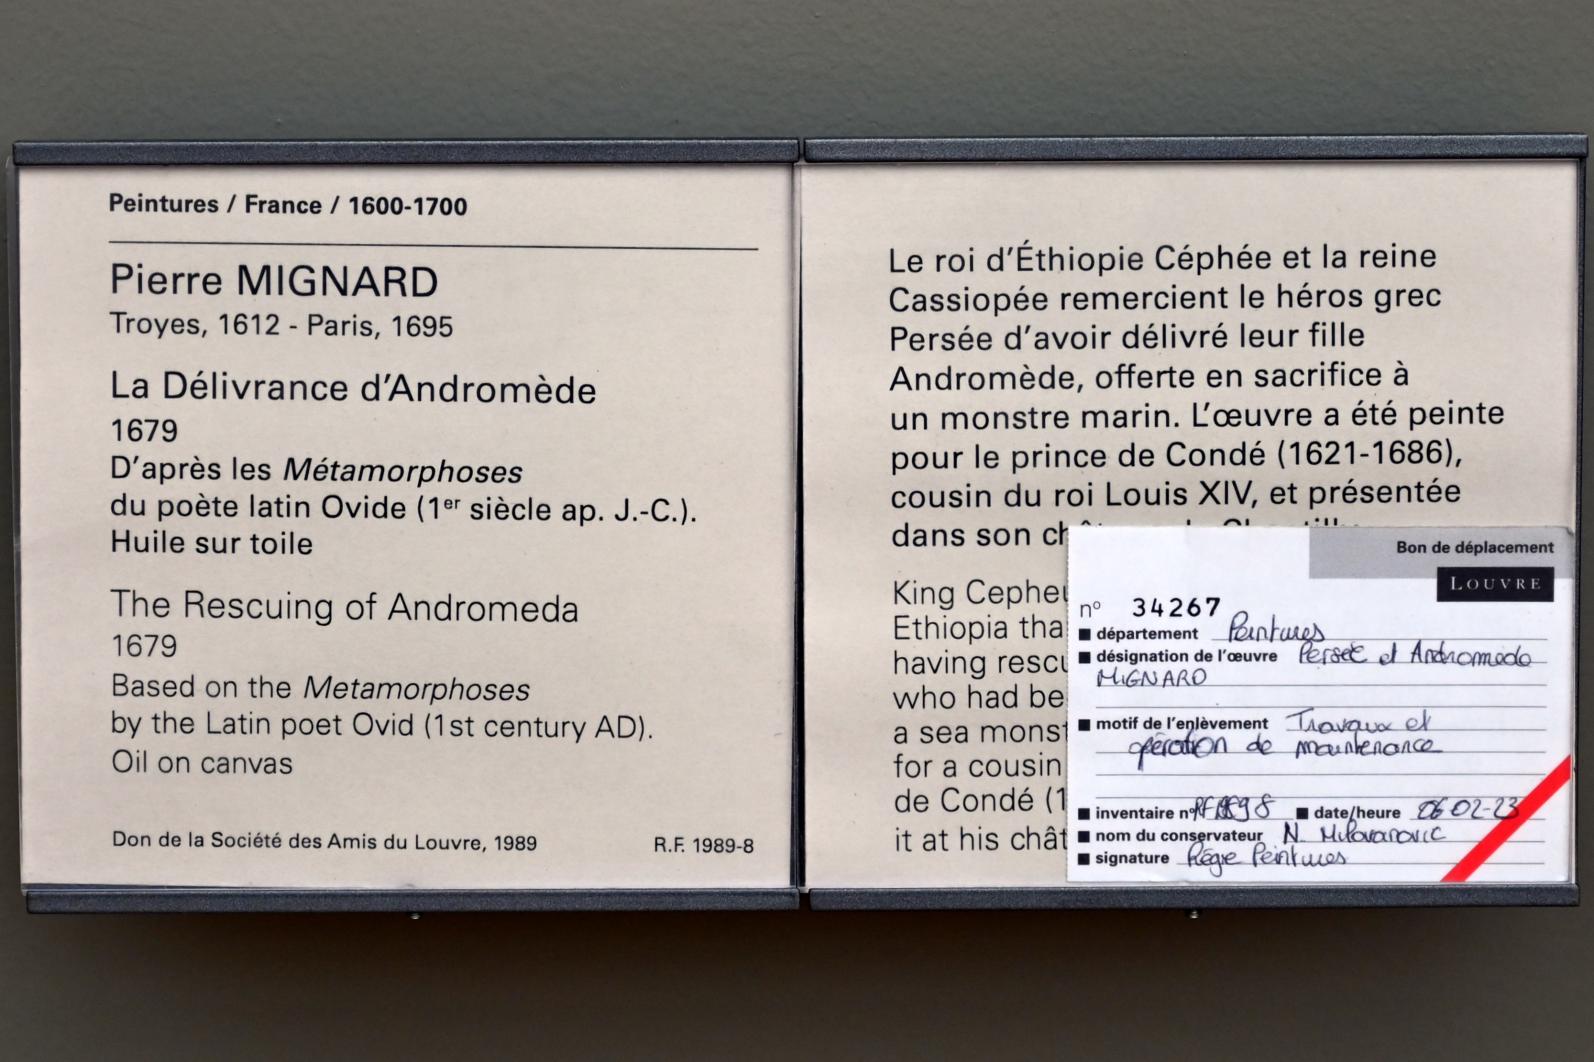 Peintures / France / 1600-1700
Pierre MIGNARD
Troyes, 1612 - Paris, 1695
La Délivrance d'Andromède
1679
D'après les Métamorphoses
du poète latin Ovide (1er siècle ap. J.-C.).
Huile sur toile
The Rescuing of Andromeda
1679
Based on the Metamorphoses
by the Latin poet Ovid (1st century AD).
Oil on canvas
Don de la Société des Amis du Louvre, 1989 R.F. 1989-8
Le roi d'Éthiopie Céphée et la reine
Cassiopée remercient le héros grec
Persée d'avoir délivré leur fille
Andromède, offerte en sacrifice à
un monstre marin. L'œuvre a été peinte
pour le prince de Condé (1621-1686),
cousin du roi Louis XIV, et présentée
dans son
King
Ethiopia
having
who had
a sea
for a cousin
de Condé
it at his
Bon de déplacement
LOUVRE
n° 34267
département Peintures
désignation de l'œuvre Persée et Andromède
MIGNARD
motif de l'enlèvement Travaux et
opération de maintenance
inventaire n° date/heure 06-02-23
nom du conservateur N. Milovanovic
signature Régie Peintures